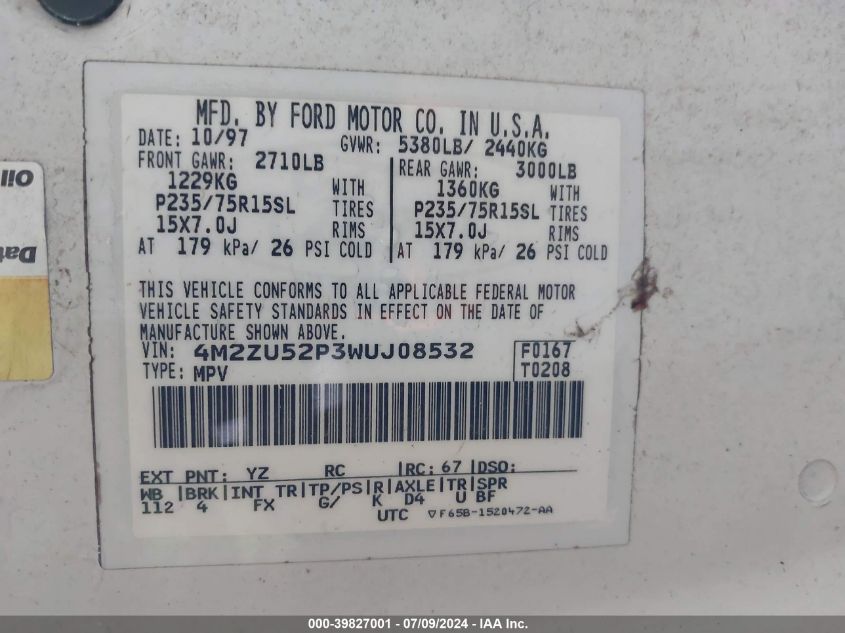 MFD. BY FORD MOTOR CO. IN U.S.A.
DATE: 10/97 GVWR: 5380LB/ 2440KG
FRONT GAWR: 2710LB REAR GAWR: 3000LB
1229KG WITH 1360KG WITH
P235/75R15SL TIRES P235/75R15SL TIRES
15X7.0J RIMS 15X7.0J RIMS
AT 179 kPa/ 26 PSI COLD AT 179 kPa/ 26 PSI COLD
THIS VEHICLE CONFORMS TO ALL APPLICABLE FEDERAL MOTOR
VEHICLE SAFETY STANDARDS IN EFFECT ON THE DATE OF
MANUFACTURE SHOWN ABOVE.
VIN: 4M2ZU52P3WUJ08532 F0167
TYPE: MPV T0208
EXT PNT: YZ RC RC: 67 DSO:
WB BRK INT TR TP/PS R AXLE TR SPR
112 4 FX G/ K D4 U BF
UTC ▽F65B-1520472-AA
Oil
Dat
000-39827001 - 07/09/2024 - IAA Inc.